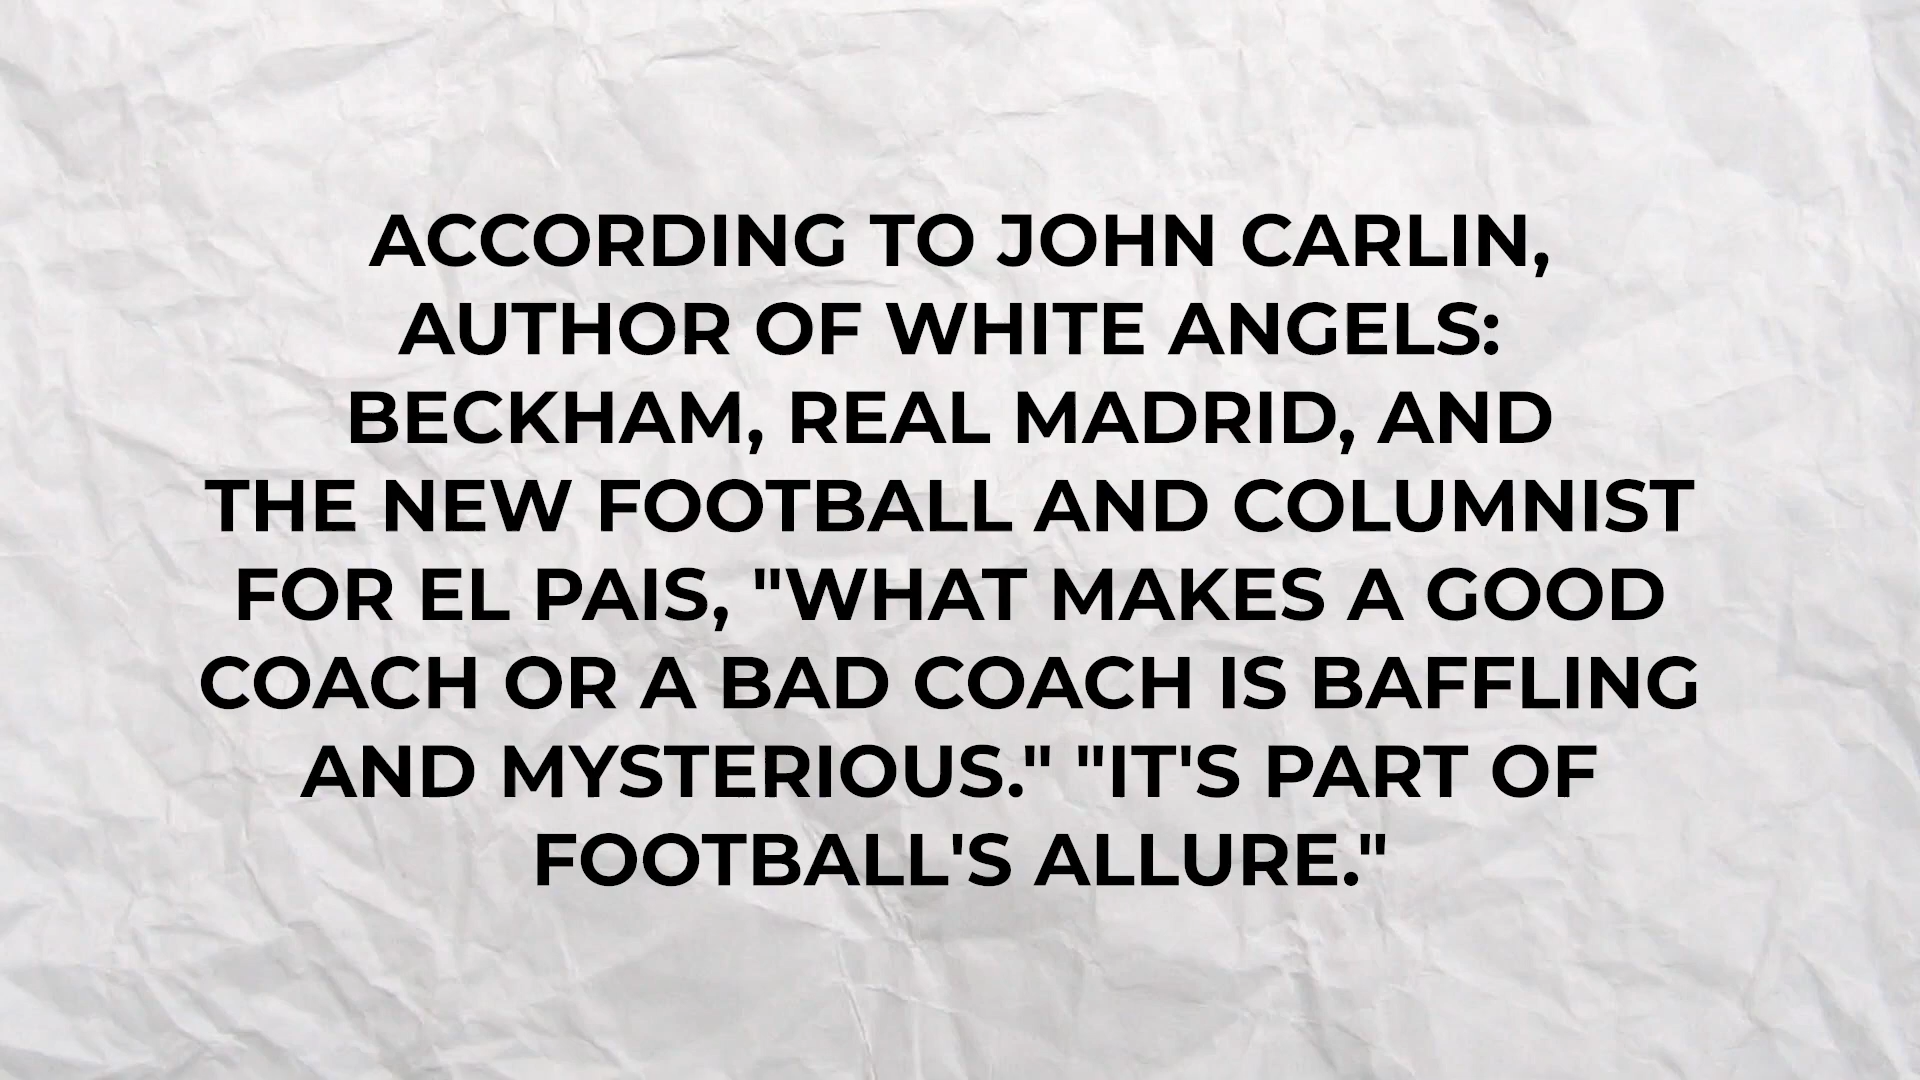 ACCORDING TO JOHN CARLIN,
AUTHOR OF WHITE ANGELS:
BECKHAM, REAL MADRID, AND
THE NEW FOOTBALL AND COLUMNIST
FOR EL PAIS, "WHAT MAKES A GOOD
COACH OR A BAD COACH IS BAFFLING
AND MYSTERIOUS." "IT'S PART OF
FOOTBALL'S ALLURE."